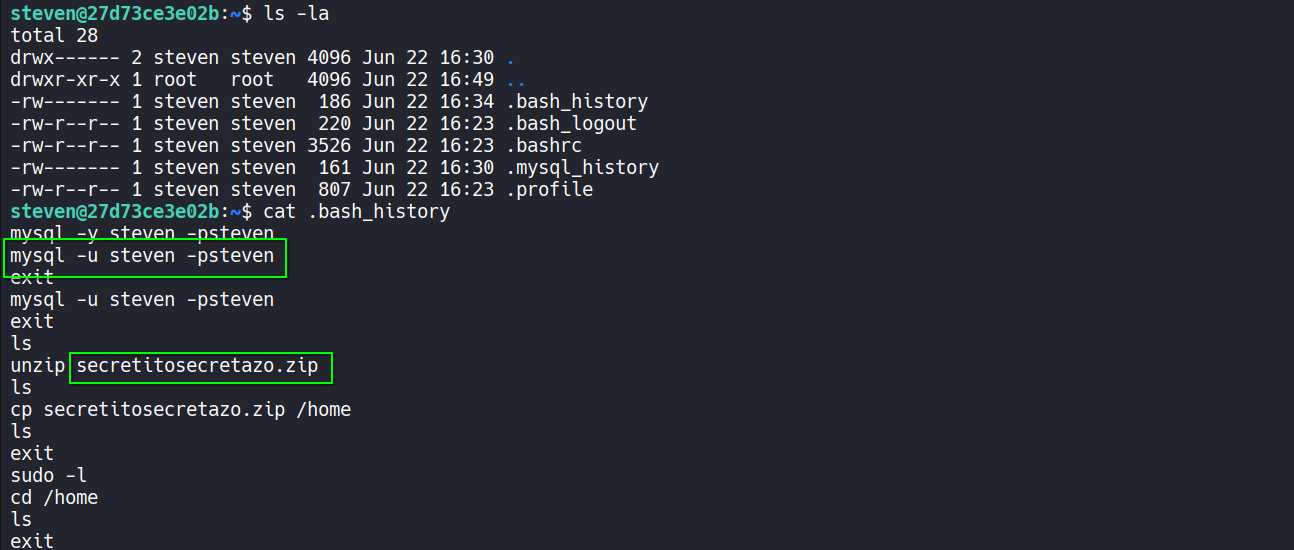 steven@27d73ce3e02b:~$ ls -la
total 28
drwx------ 2 steven steven 4096 Jun 22 16:30 .
drwxr-xr-x 1 root   root   4096 Jun 22 16:49 ..
-rw------- 1 steven steven  186 Jun 22 16:34 .bash_history
-rw-r--r-- 1 steven steven  220 Jun 22 16:23 .bash_logout
-rw-r--r-- 1 steven steven 3526 Jun 22 16:23 .bashrc
-rw------- 1 steven steven  161 Jun 22 16:30 .mysql_history
-rw-r--r-- 1 steven steven  807 Jun 22 16:23 .profile
steven@27d73ce3e02b:~$ cat .bash_history
mysql -y steven -psteven
mysql -u steven -psteven
exit
mysql -u steven -psteven
exit
ls
unzip secretitosecretazo.zip
ls
cp secretitosecretazo.zip /home
ls
exit
sudo -l
cd /home
ls
exit